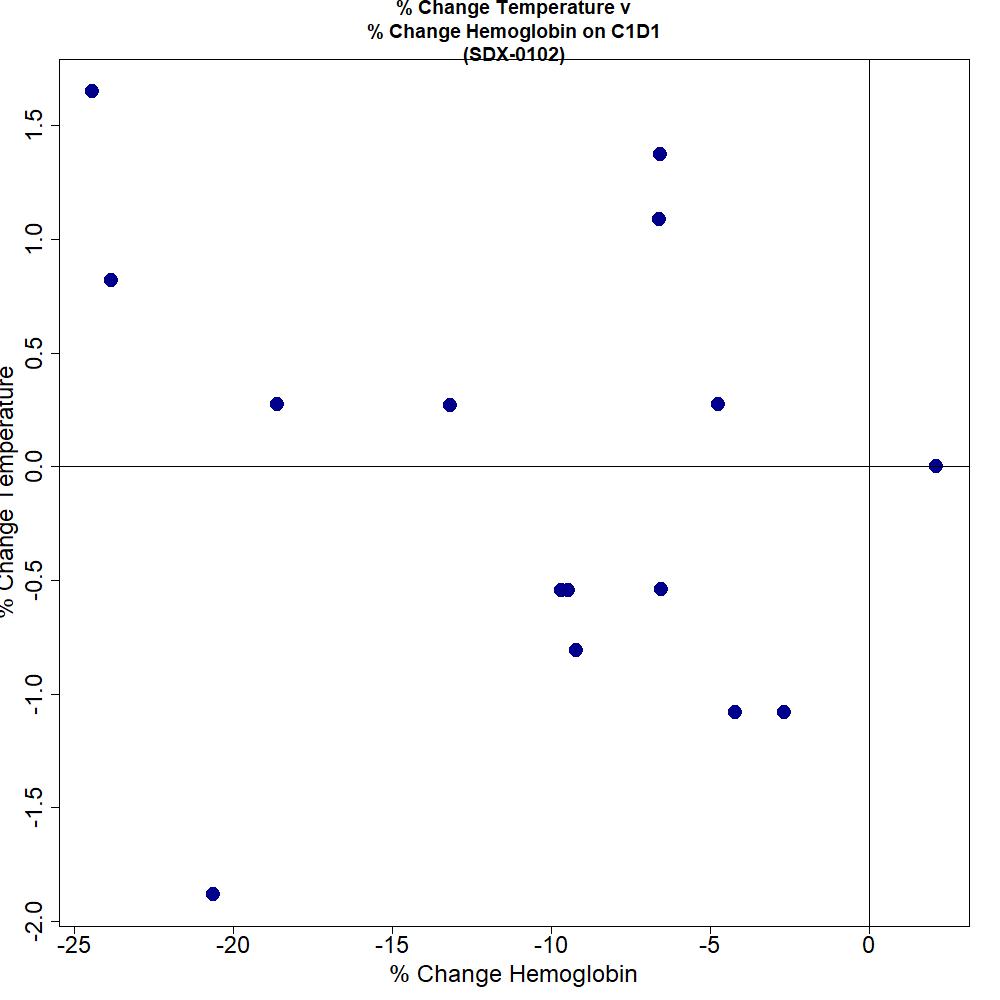 % Change Temperature v
% Change Hemoglobin on C1D1
(SDX-0102)
% Change Temperature
1.5
1.0
0.5
0.0
-0.5
-1.0
-1.5
-2.0
-25 -20 -15 -10 -5 0
% Change Hemoglobin